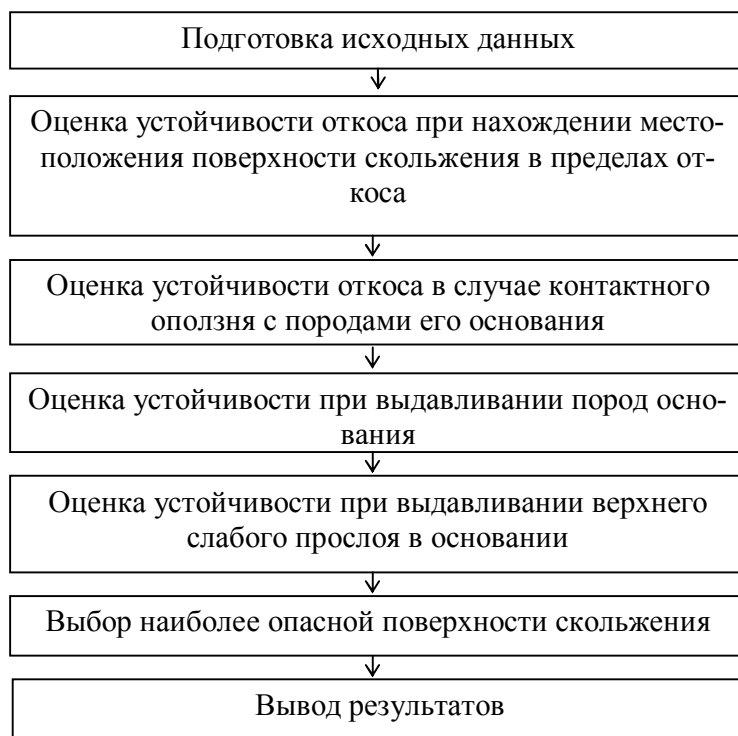 Подготовка исходных данных
Оценка устойчивости откоса при нахождении место-
положения поверхности скольжения в пределах от-
коса
Оценка устойчивости откоса в случае контактного
оползня с породами его основания
Оценка устойчивости при выдавливании пород осно-
вания
Оценка устойчивости при выдавливании верхнего
слабого прослоя в основании
Выбор наиболее опасной поверхности скольжения
Вывод результатов